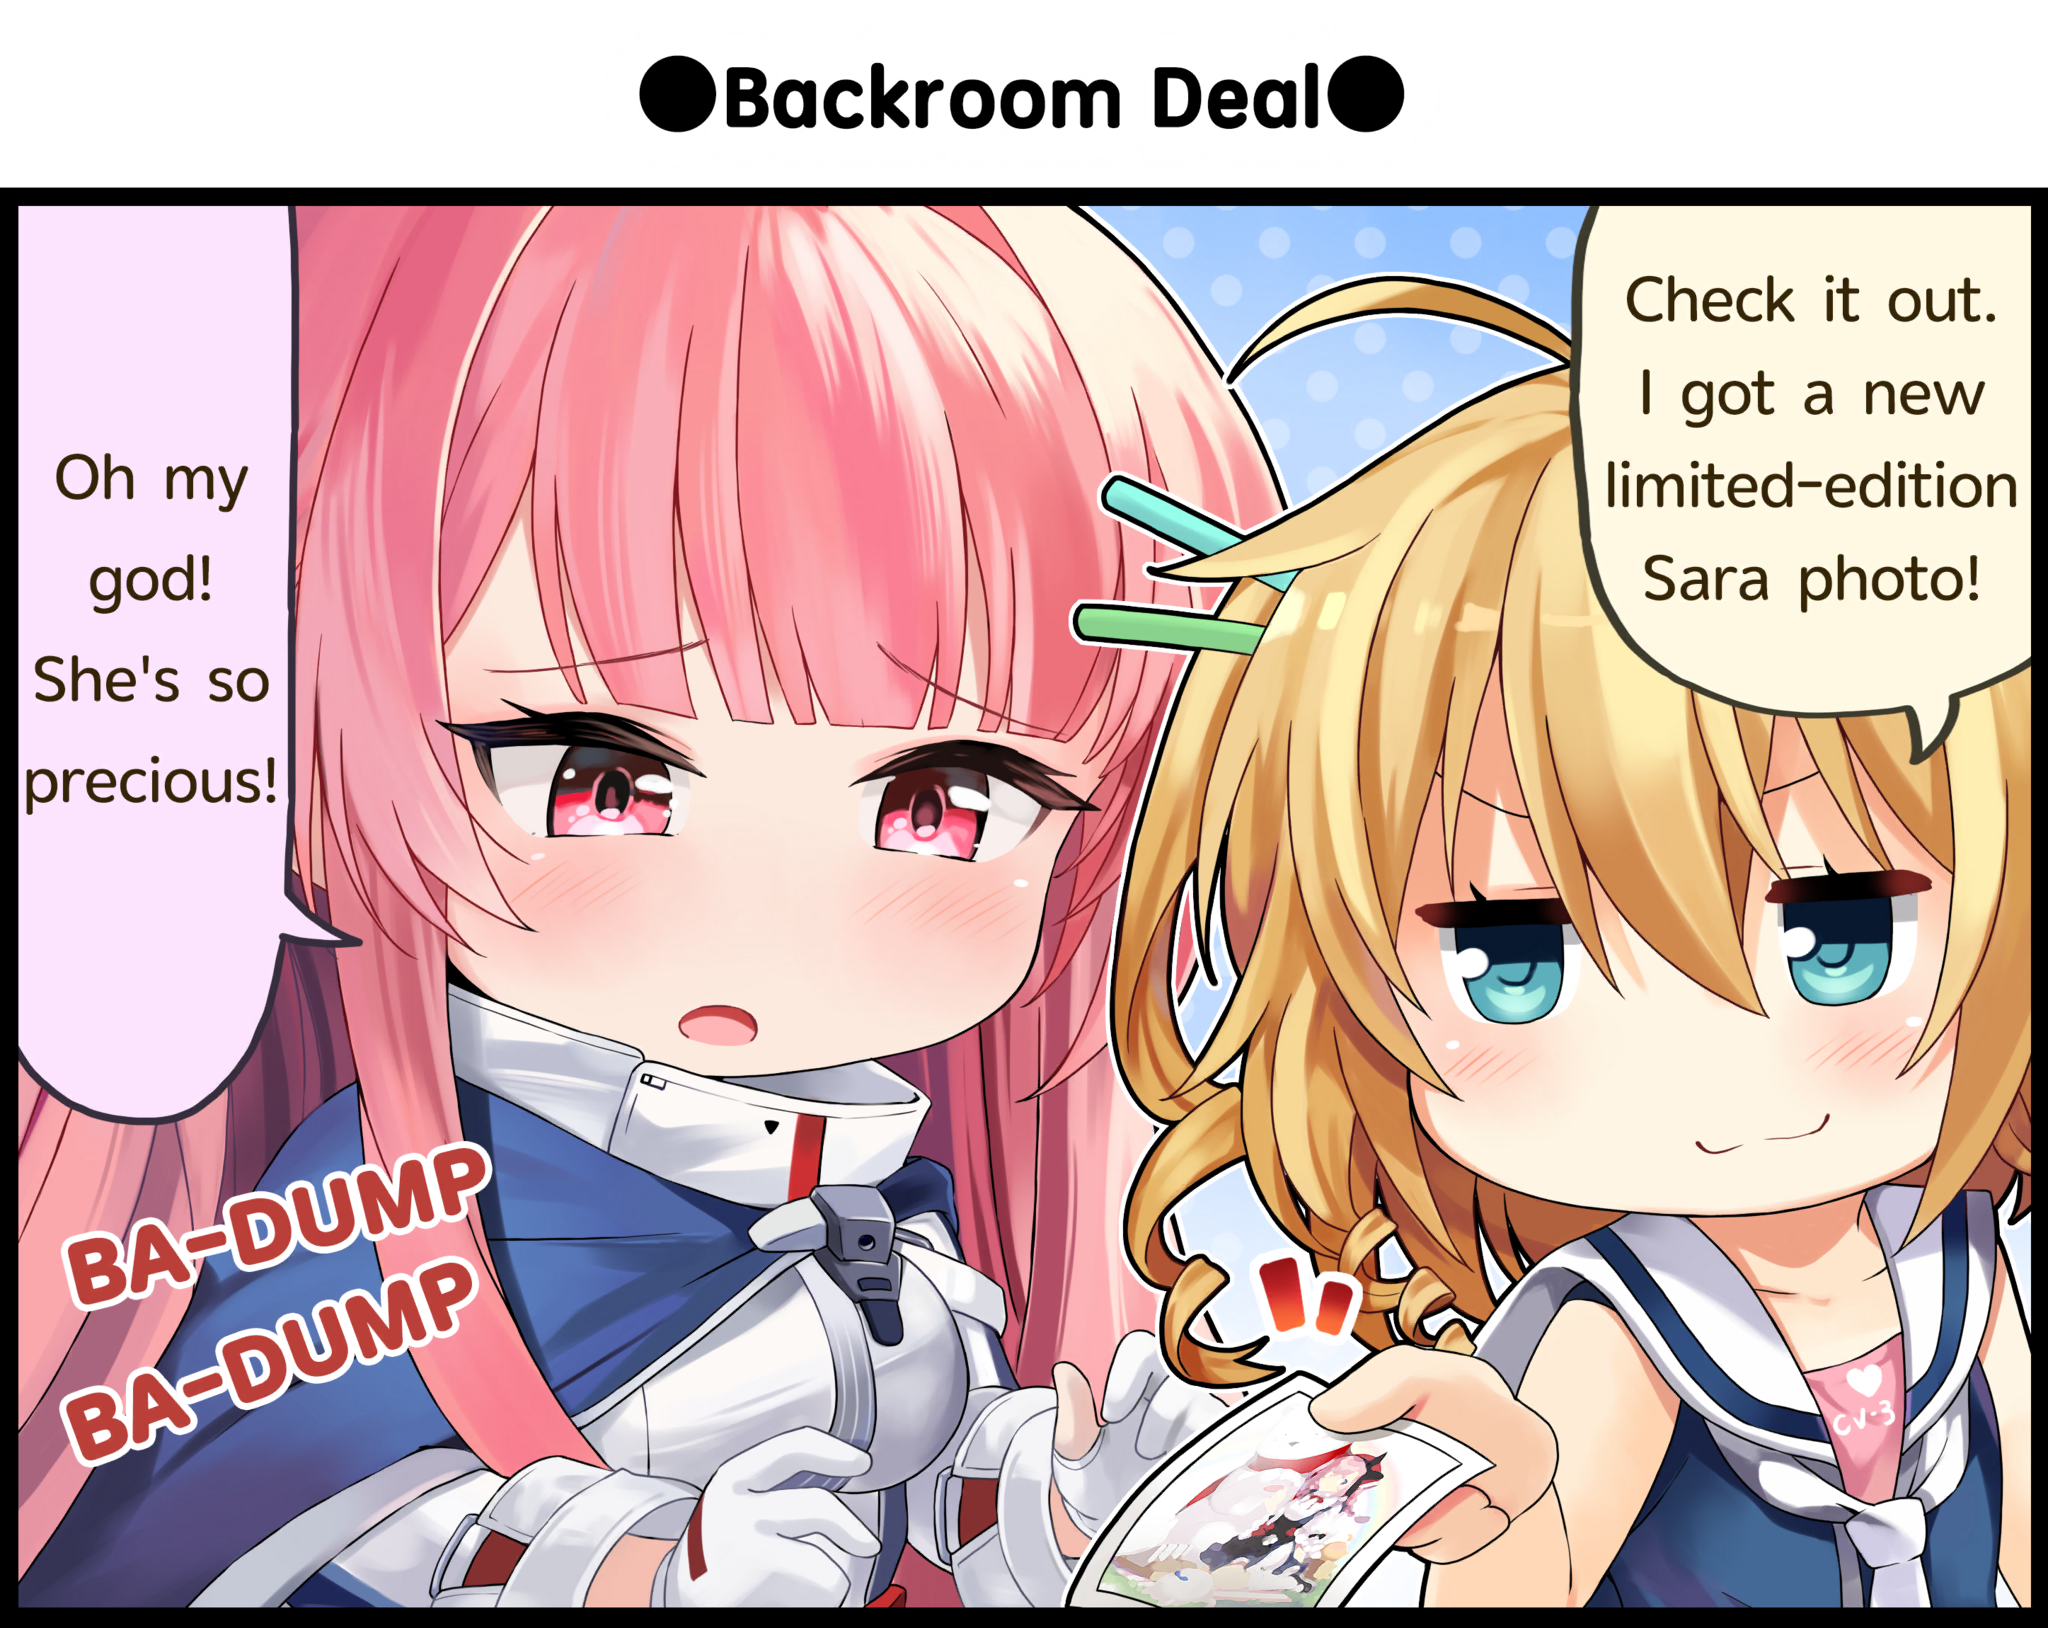 ●Backroom Deal●
Check it out.
I got a new
limited-edition
Sara photo!
Oh my
god!
She's so
precious!
BA-DUMP
BA-DUMP
CV-3